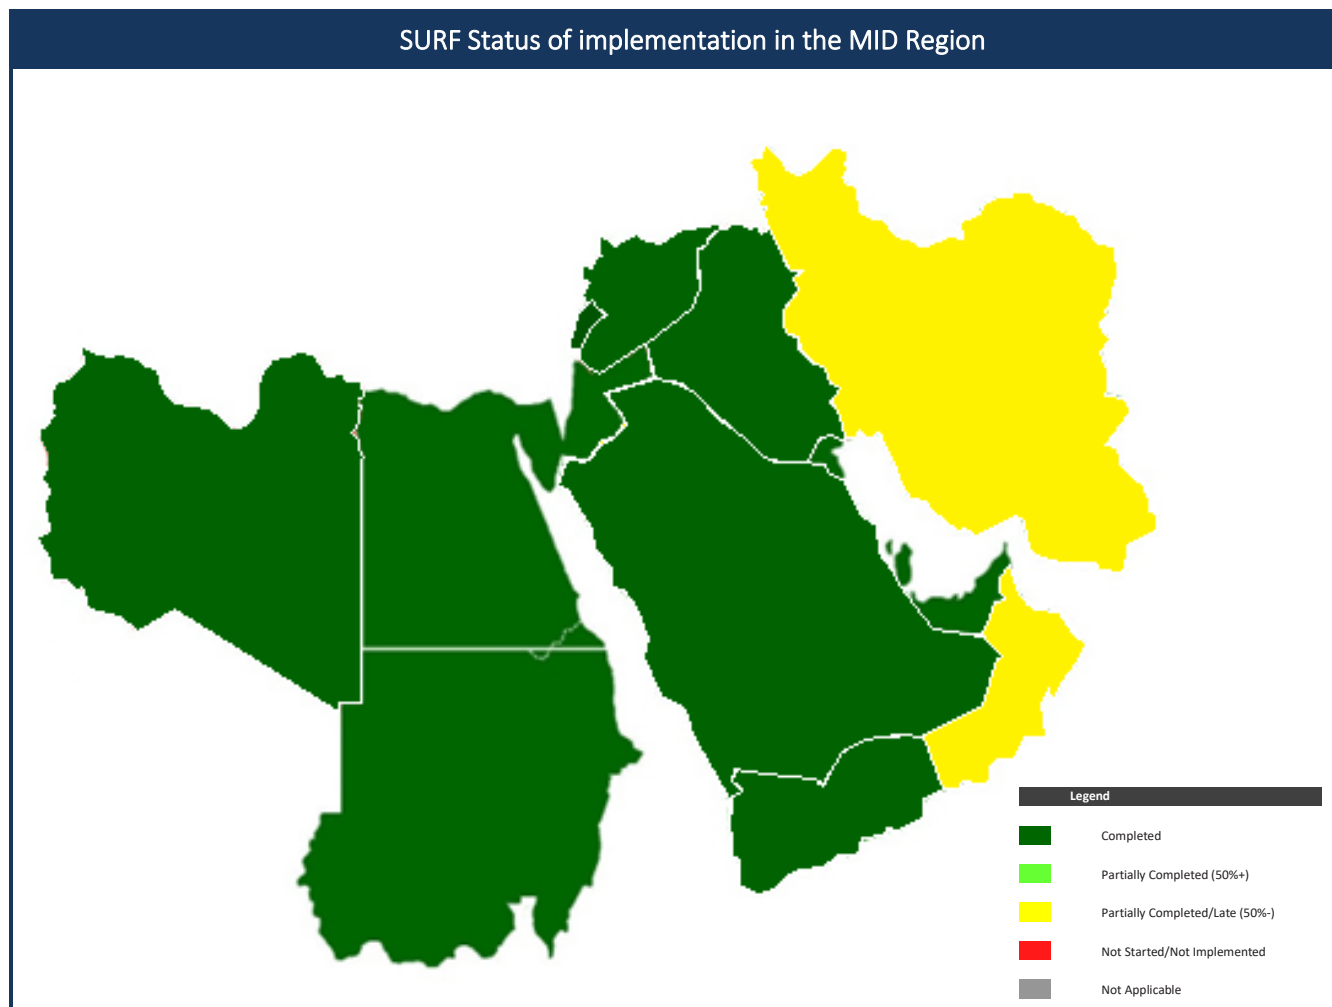 SURF Status of implementation in the MID Region
Legend
Completed
Partially Completed (50%+)
Partially Completed/Late (50%-)
Not Started/Not Implemented
Not Applicable